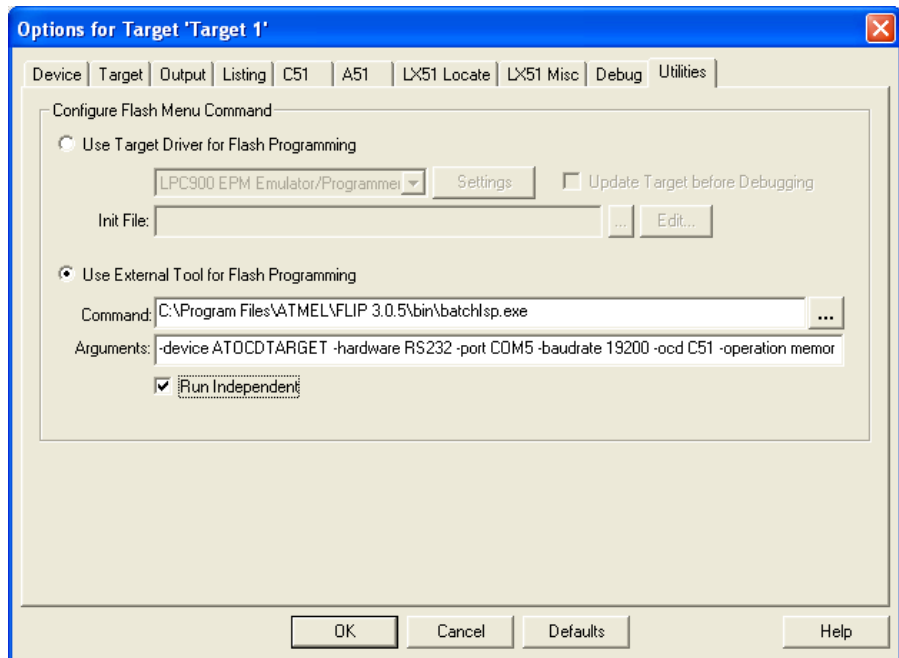 Options for Target 'Target 1'
Device Target Output Listing C51 A51 LX51 Locate LX51 Misc Debug Utilities
Configure Flash Menu Command
Use Target Driver for Flash Programming
LPC900 EPM Emulator/Programmer Settings Update Target before Debugging
Init File: ... Edit...
Use External Tool for Flash Programming
Command: C:\Program Files\ATMEL\FLIP 3.0.5\bin\batchisp.exe ...
Arguments: -device ATOCDTARGET -hardware RS232 -port COM5 -baudrate 19200 -ocd C51 -operation memor
Run Independent
OK Cancel Defaults Help